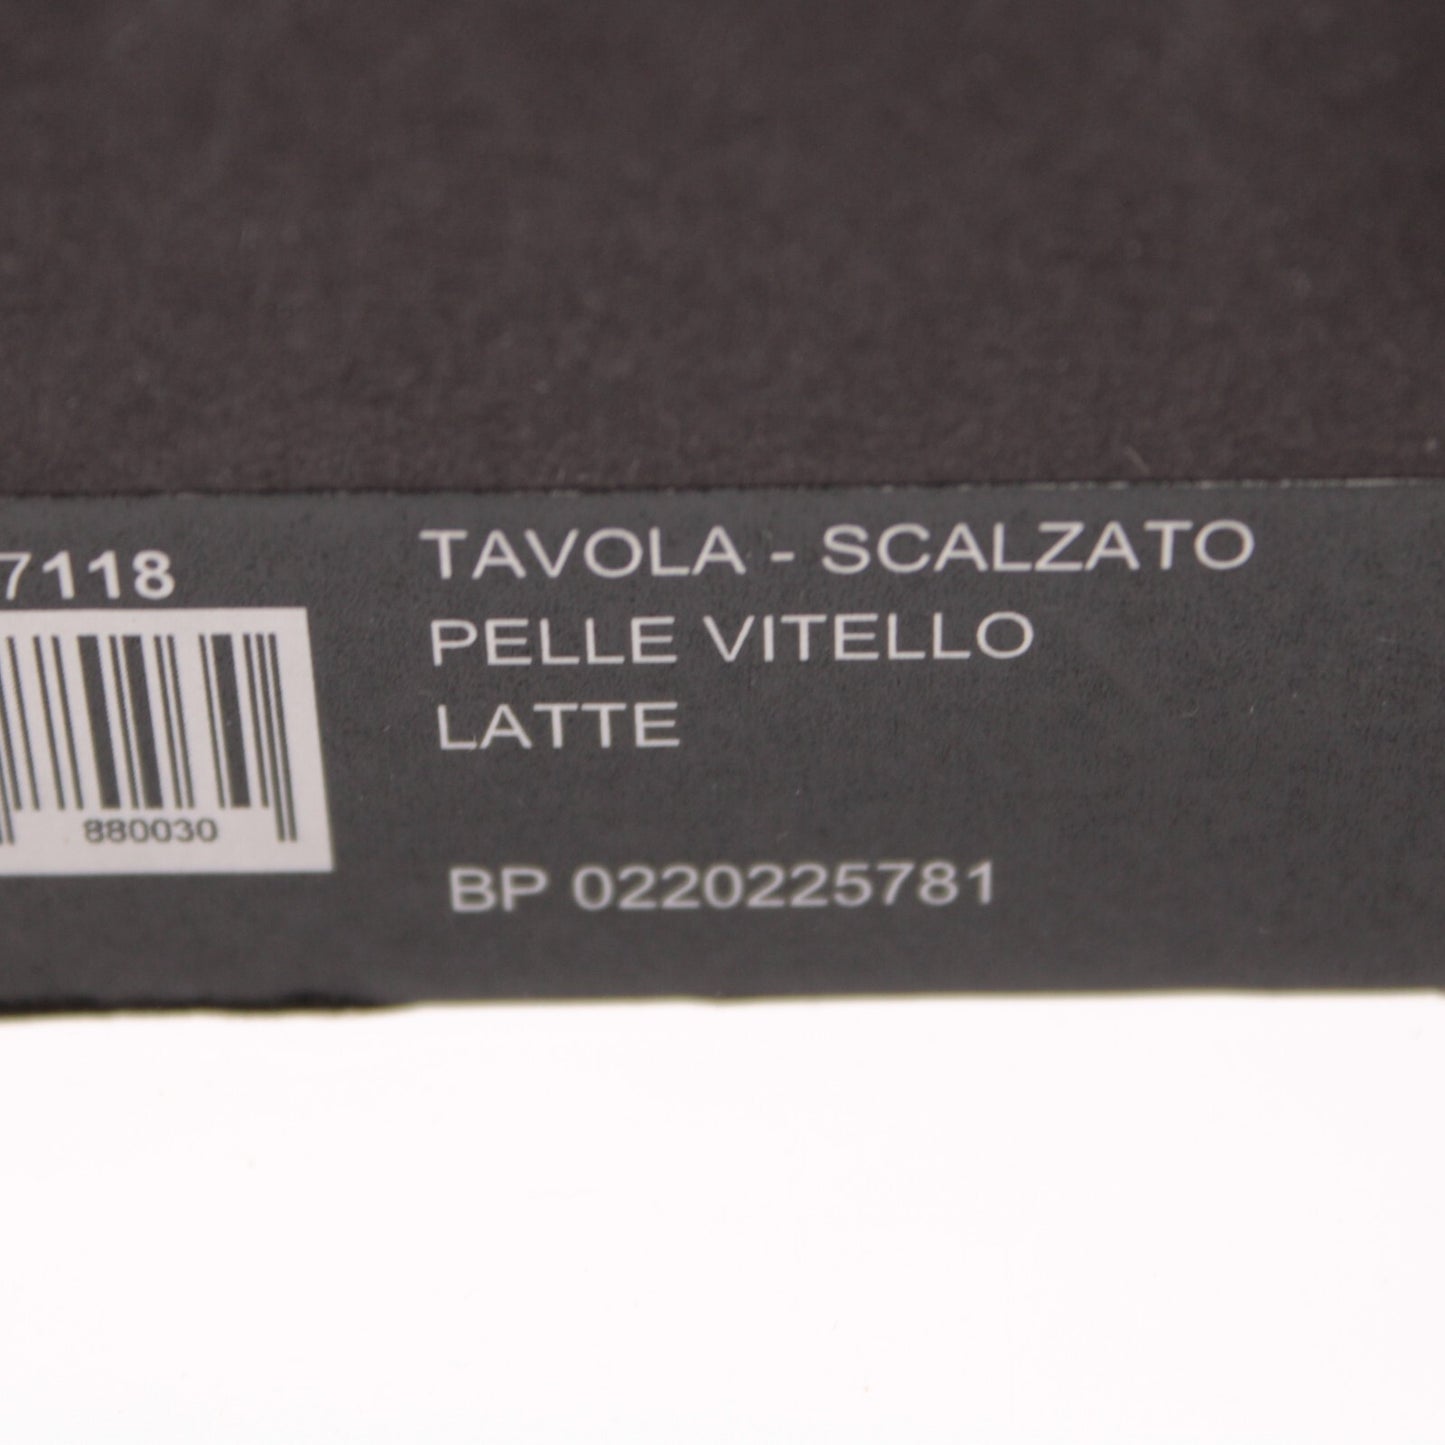 7118
880030
TAVOLA - SCALZATO
PELLE VITELLO
LATTE
BP 0220225781